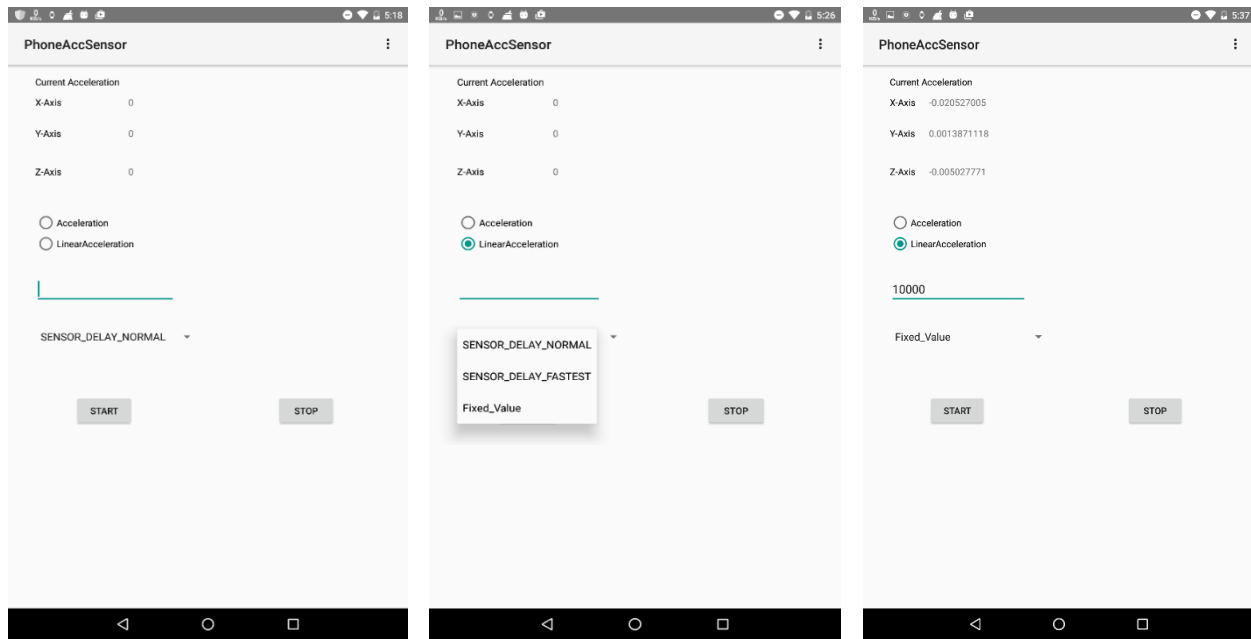 5:18
PhoneAccSensor
Current Acceleration
X-Axis 0
Y-Axis 0
Z-Axis 0
Acceleration
LinearAcceleration
SENSOR_DELAY_NORMAL
START STOP
5:26
PhoneAccSensor
Current Acceleration
X-Axis 0
Y-Axis 0
Z-Axis 0
Acceleration
LinearAcceleration
SENSOR_DELAY_NORMAL
SENSOR_DELAY_FASTEST
Fixed_Value
STOP
5:37
PhoneAccSensor
Current Acceleration
X-Axis -0.020527005
Y-Axis 0.0013871118
Z-Axis -0.005027771
Acceleration
LinearAcceleration
10000
Fixed_Value
START STOP